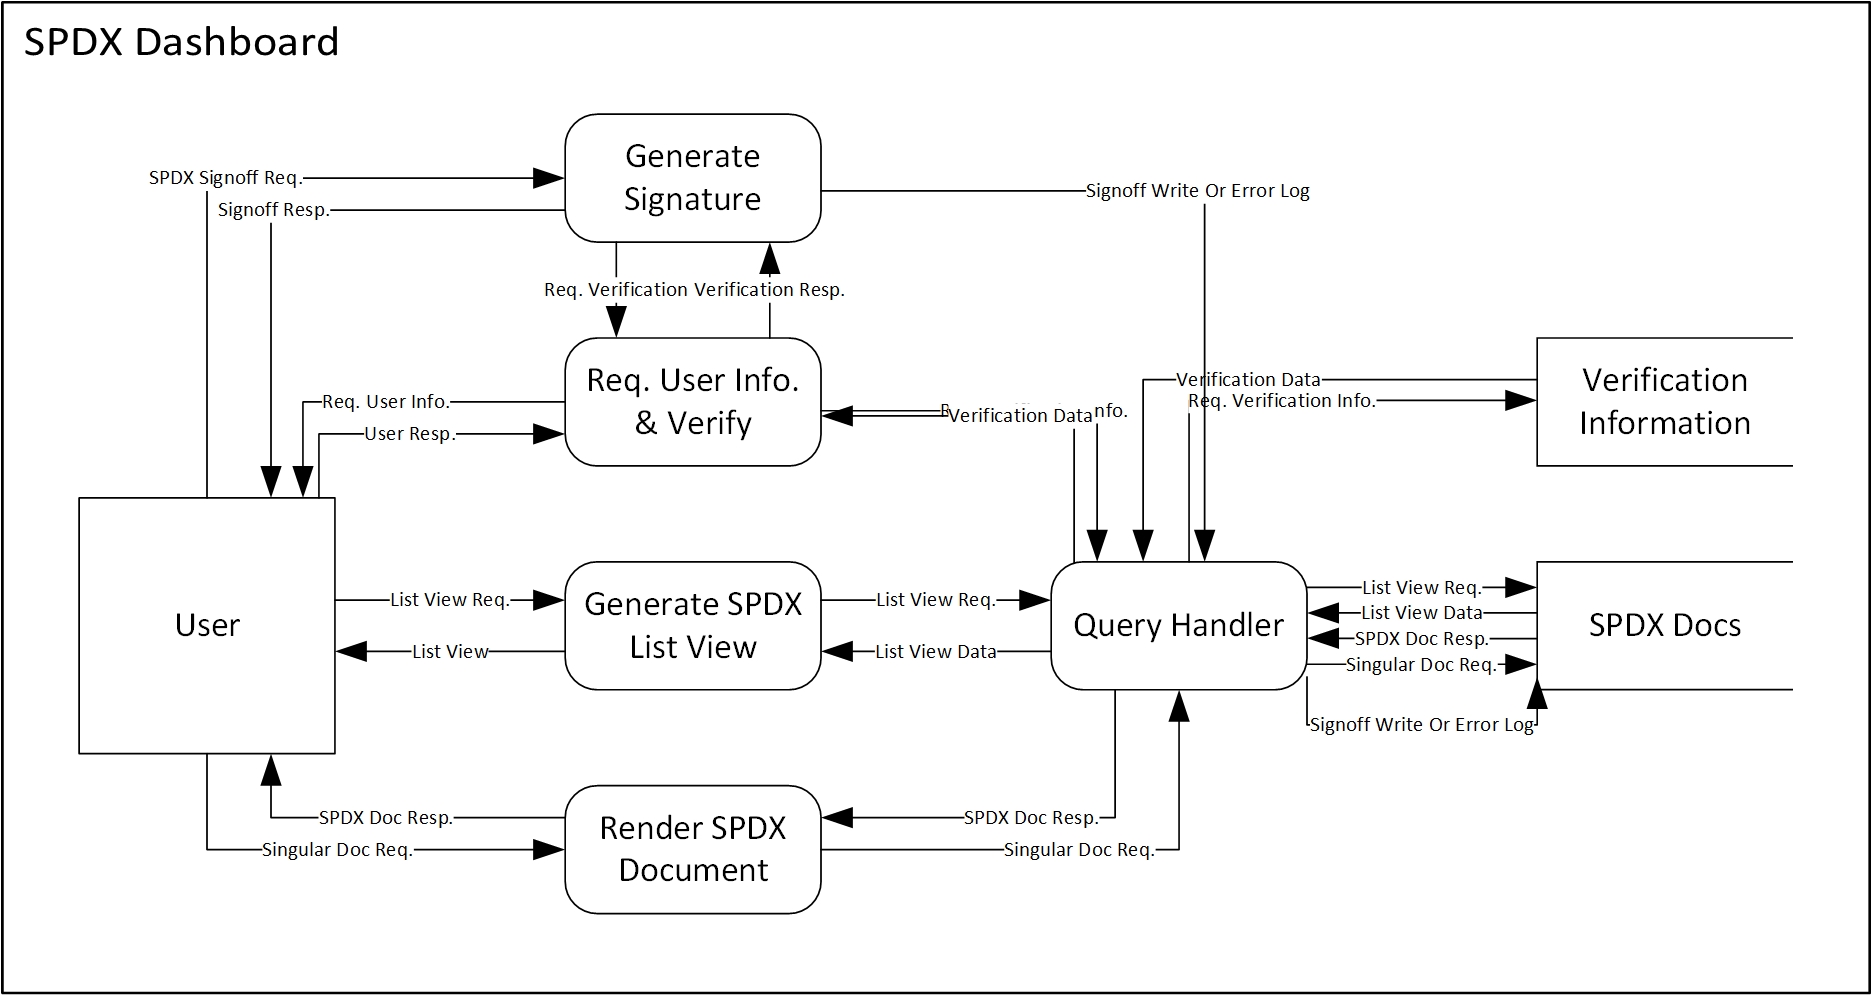 SPDX Dashboard
Generate
Signature
SPDX Signoff Req.
Signoff Resp.
Signoff Write Or Error Log
Req. Verification
Verification Resp.
Req. User Info.
& Verify
Req. User Info.
User Resp.
Verification Data
nfo.
Verification Data
Req. Verification Info.
Verification
Information
User
List View Req.
List View
Generate SPDX
List View
List View Req.
List View Data
Query Handler
List View Req.
List View Data
SPDX Doc Resp.
Singular Doc Req.
Signoff Write Or Error Log
SPDX Docs
SPDX Doc Resp.
Singular Doc Req.
Render SPDX
Document
SPDX Doc Resp.
Singular Doc Req.